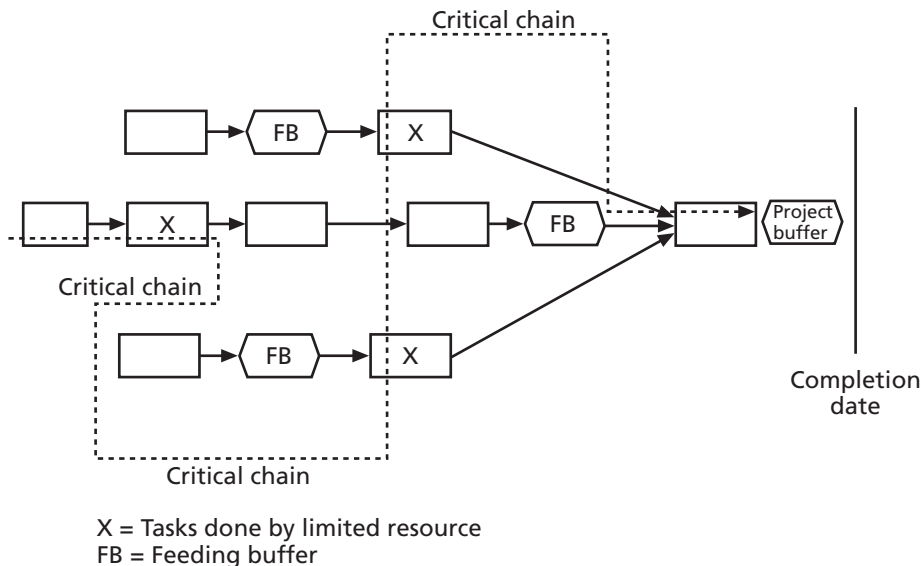 Critical chain
FB
X
X
FB
Project
buffer
Critical chain
FB
X
Completion
date
Critical chain
X = Tasks done by limited resource
FB = Feeding buffer